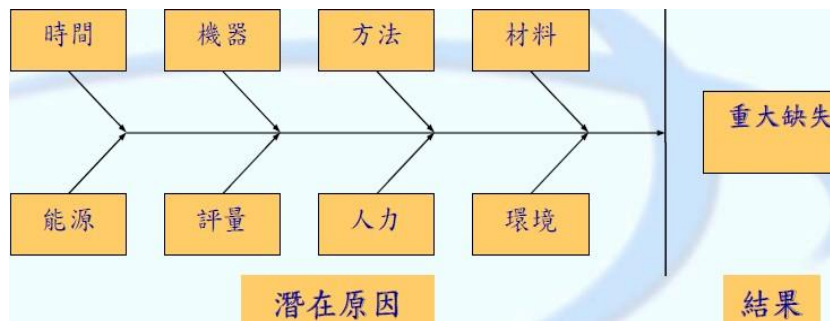 時間 機器 方法 材料
重大缺失
能源 評量 人力 環境
潛在原因 結果